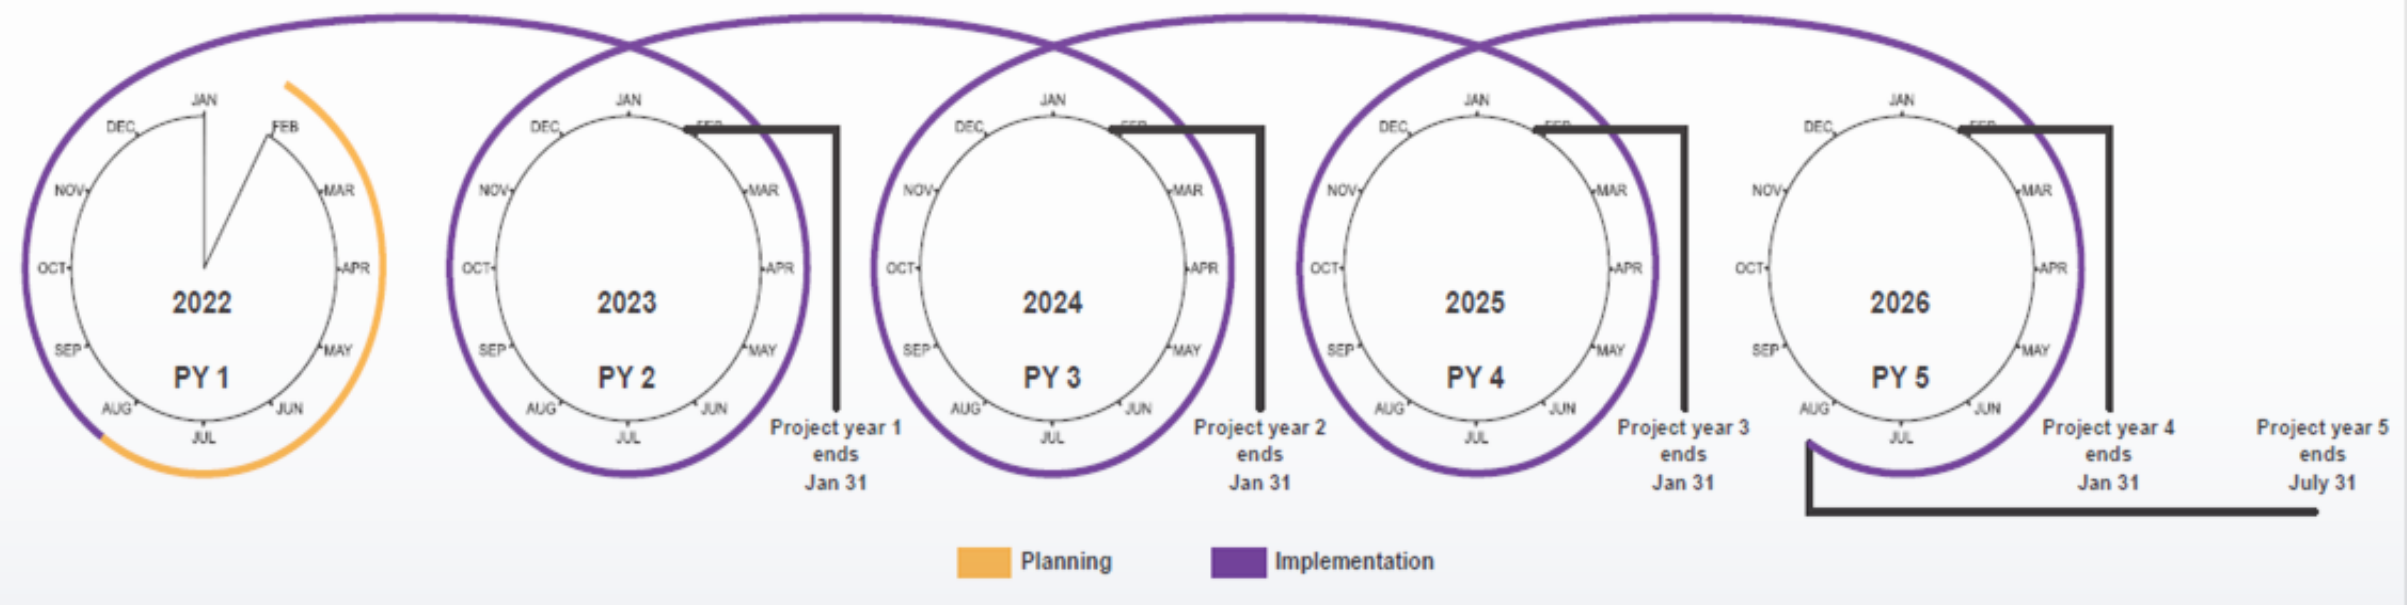 JAN
FEB
MAR
APR
MAY
JUN
JUL
AUG
SEP
OCT
NOV
DEC
2022
PY 1
JAN
FEB
MAR
APR
MAY
JUN
JUL
AUG
SEP
OCT
NOV
DEC
2023
PY 2
Project year 1
ends
Jan 31
JAN
FEB
MAR
APR
MAY
JUN
JUL
AUG
SEP
OCT
NOV
DEC
2024
PY 3
Project year 2
ends
Jan 31
JAN
FEB
MAR
APR
MAY
JUN
JUL
AUG
SEP
OCT
NOV
DEC
2025
PY 4
Project year 3
ends
Jan 31
JAN
FEB
MAR
APR
MAY
JUN
JUL
AUG
SEP
OCT
NOV
DEC
2026
PY 5
Project year 4
ends
Jan 31
Project year 5
ends
July 31
Planning
Implementation